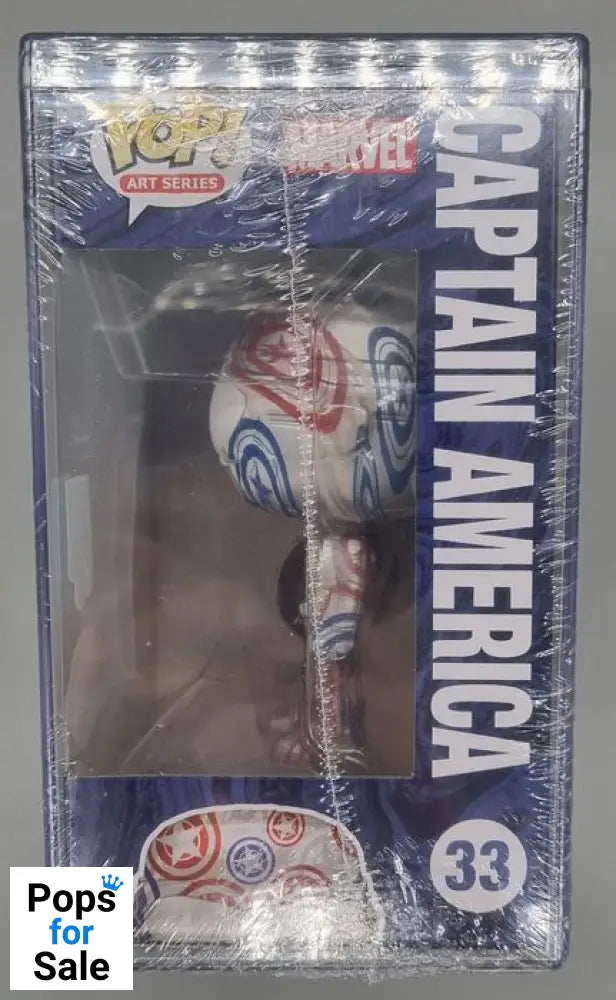 POP!
ART SERIES
MARVEL
CAPTAIN AMERICA
33
Pops
for
Sale